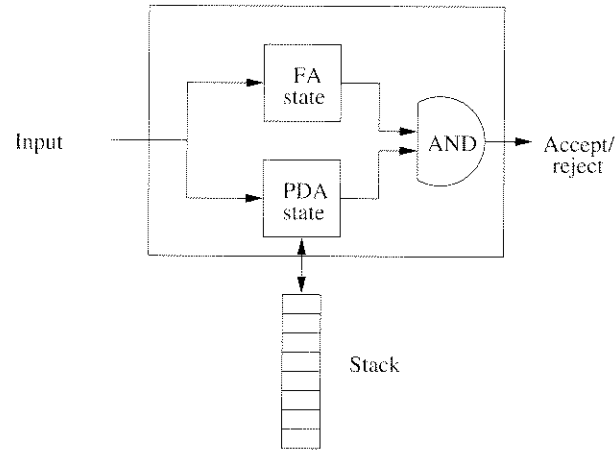 FA
state
Input
AND
Accept/
reject
PDA
state
Stack